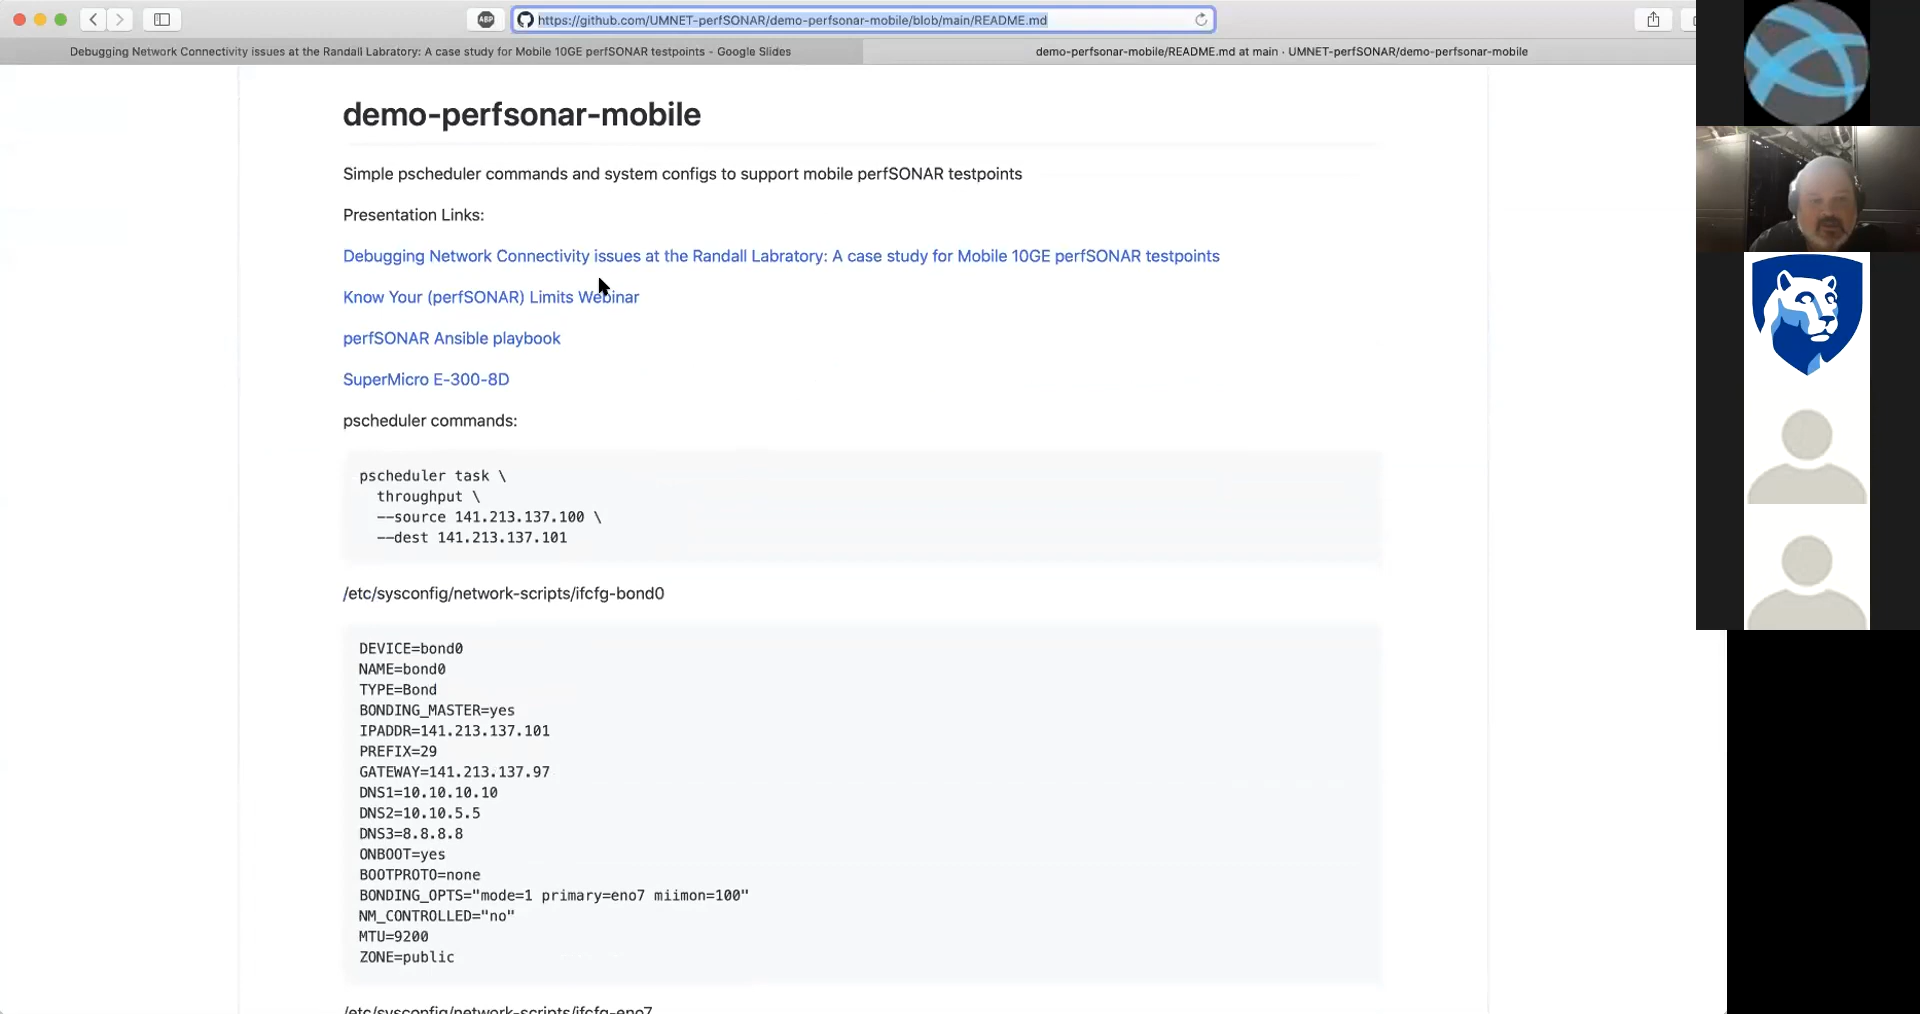 ABP
https://github.com/UMNET-perfSONAR/demo-perfsonar-mobile/blob/main/README.md
Debugging Network Connectivity issues at the Randall Labratory: A case study for Mobile 10GE perfSONAR testpoints - Google Slides
demo-perfsonar-mobile/README.md at main · UMNET-perfSONAR/demo-perfsonar-mobile
demo-perfsonar-mobile
Simple pscheduler commands and system configs to support mobile perfSONAR testpoints
Presentation Links:
Debugging Network Connectivity issues at the Randall Labratory: A case study for Mobile 10GE perfSONAR testpoints
Know Your (perfSONAR) Limits Webinar
perfSONAR Ansible playbook
SuperMicro E-300-8D
pscheduler commands:
pscheduler task \
throughput \
--source 141.213.137.100 \
--dest 141.213.137.101
/etc/sysconfig/network-scripts/ifcfg-bond0
DEVICE=bond0
NAME=bond0
TYPE=Bond
BONDING_MASTER=yes
IPADDR=141.213.137.101
PREFIX=29
GATEWAY=141.213.137.97
DNS1=10.10.10.10
DNS2=10.10.5.5
DNS3=8.8.8.8
ONBOOT=yes
BOOTPROTO=none
BONDING_OPTS="mode=1 primary=eno7 miimon=100"
NM_CONTROLLED="no"
MTU=9200
ZONE=public
/etc/sysconfig/network-scripts/ifcfg-eno7